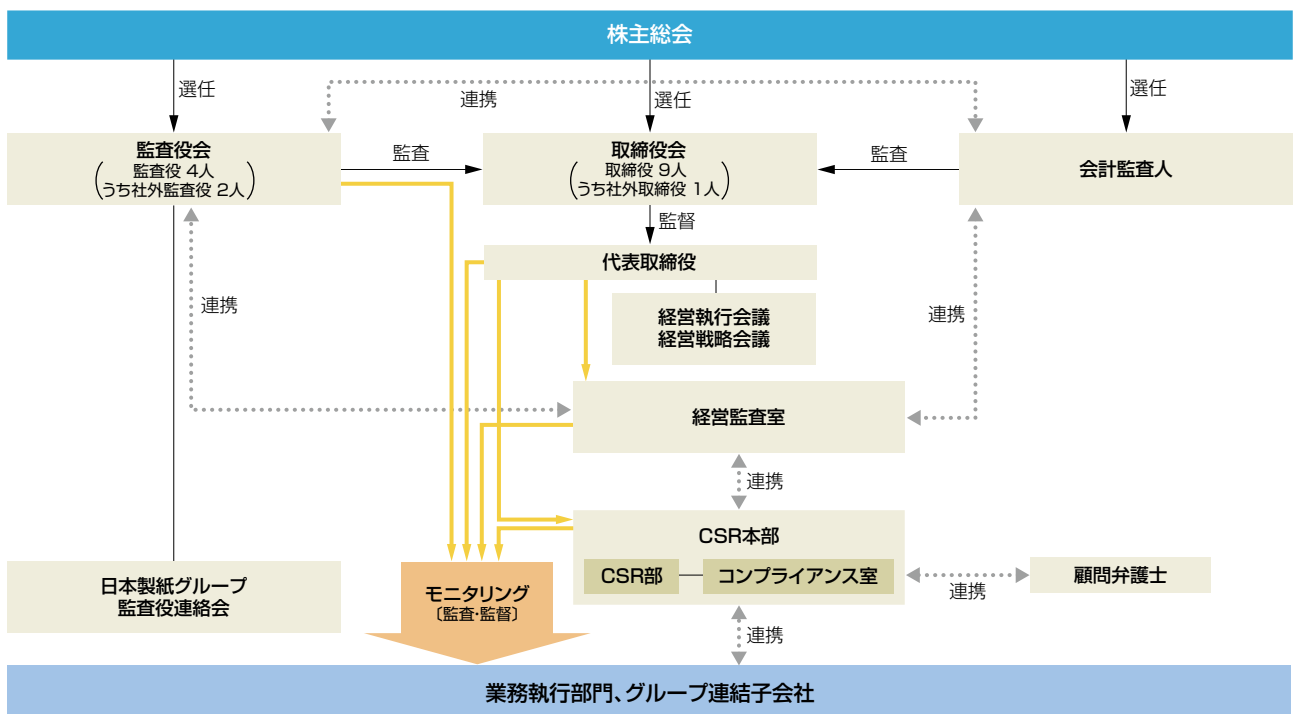 株主総会
選任
連携
選任
選任
監査役会
監査役 4人
うち社外監査役 2人
監査
取締役会
取締役 9人
うち社外取締役 1人
監査
会計監査人
監督
代表取締役
連携
経営執行会議
経営戦略会議
連携
経営監査室
連携
CSR本部
CSR部
コンプライアンス室
連携
顧問弁護士
日本製紙グループ
監査役連絡会
モニタリング
〔監査・監督〕
連携
業務執行部門、グループ連結子会社